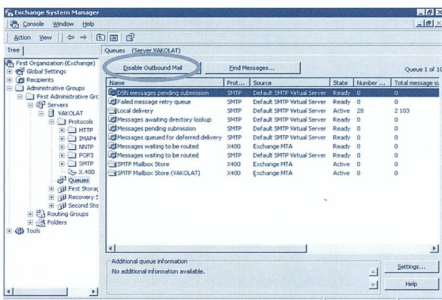 Exchange System Manager
Console Window Help
Action View
Tree
Queues (Server: VAKOLAT)
First Organization (Exchange)
Global Settings
Recipients
Administrative Groups
First Administrative Gro
Servers
VAKOLAT
Protocols
HTTP
IMAP4
NNTP
POP3
SMTP
X.400
Queues
First Storag
Recovery S
Second Sto
Routing Groups
Folders
Tools
Disable Outbound Mail Find Messages... Queue 1 of 10
Name Prot... Source State Number ... Total message si
DSN messages pending submission SMTP Default SMTP Virtual Server Ready 0 0
Failed message retry queue SMTP Default SMTP Virtual Server Ready 0 0
Local delivery SMTP Default SMTP Virtual Server Active 28 2 103
Messages awaiting directory lookup SMTP Default SMTP Virtual Server Ready 0 0
Messages pending submission SMTP Default SMTP Virtual Server Ready 0 0
Messages queued for deferred delivery SMTP Default SMTP Virtual Server Ready 0 0
Messages waiting to be routed SMTP Default SMTP Virtual Server Ready 0 0
Messages waiting to be routed X400 Exchange MTA Ready 0 0
SMTP Mailbox Store X400 Exchange MTA Active 0 0
SMTP Mailbox Store (VAKOLAT) X400 Exchange MTA Active 0 0
Additional queue information
No additional information available.
Settings...
Help